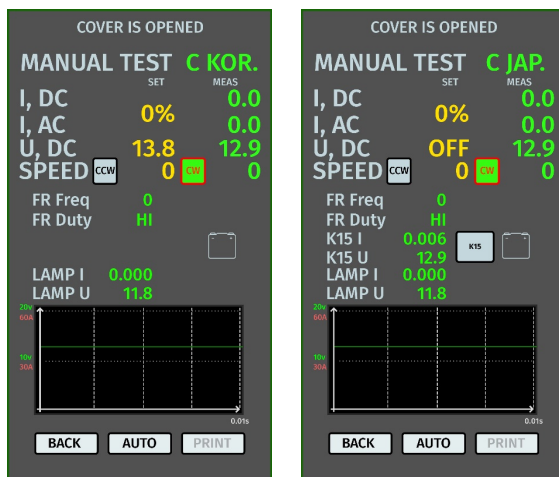 COVER IS OPENED
MANUAL TEST C KOR.
SET MEAS
I, DC 0.0
0%
I, AC 0.0
U, DC 13.8 12.9
SPEED CCW 0 CW 0
FR Freq 0
FR Duty HI
LAMP I 0.000
LAMP U 11.8
20v
60A
10v
30A
0.01s
BACK AUTO PRINT
COVER IS OPENED
MANUAL TEST C JAP.
SET MEAS
I, DC 0.0
0%
I, AC 0.0
U, DC OFF 12.9
SPEED CCW 0 CW 0
FR Freq 0
FR Duty HI
K15 I 0.006 K15
K15 U 12.9
LAMP I 0.000
LAMP U 11.8
20v
60A
10v
30A
0.01s
BACK AUTO PRINT